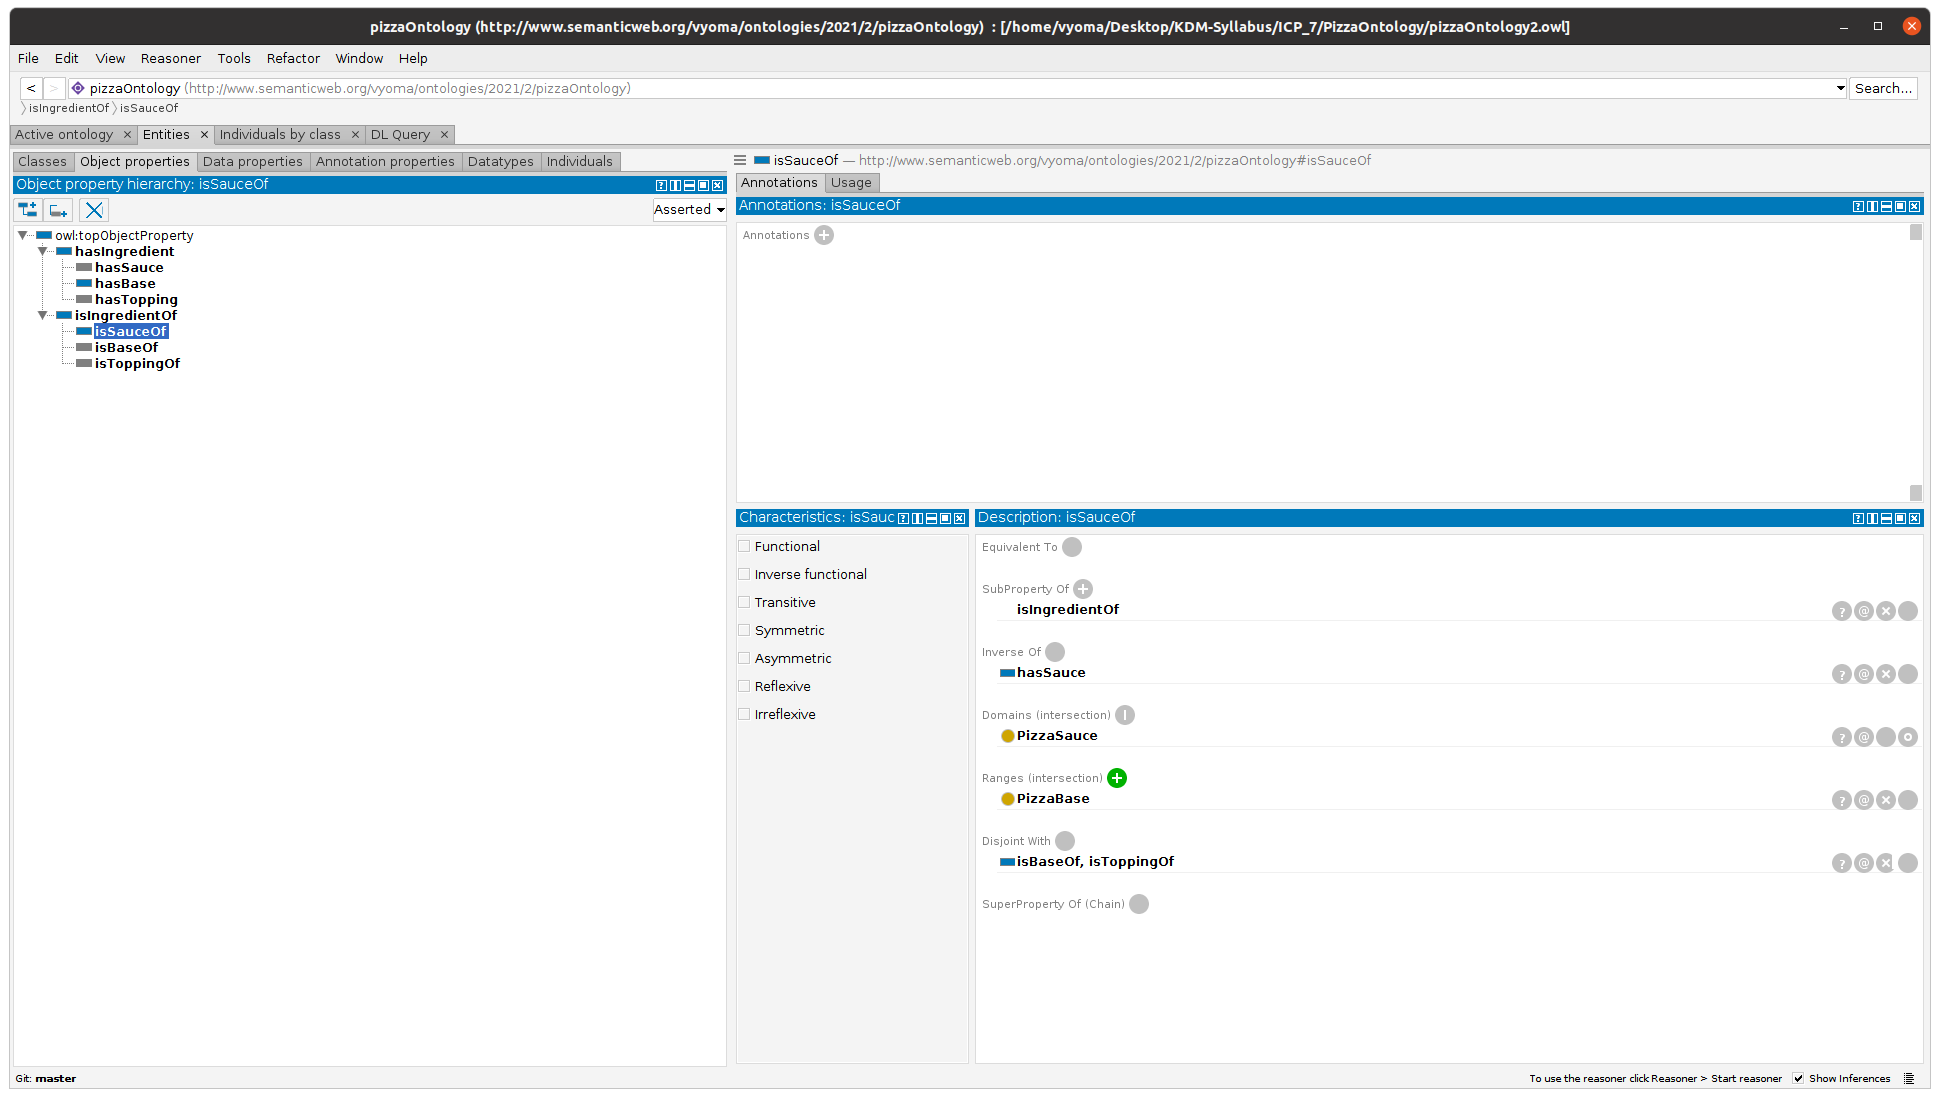 pizzaOntology (http://www.semanticweb.org/vyoma/ontologies/2021/2/pizzaOntology) : [/home/vyoma/Desktop/KDM-Syllabus/ICP_7/PizzaOntology/pizzaOntology2.owl]
File Edit View Reasoner Tools Refactor Window Help
< > pizzaOntology (http://www.semanticweb.org/vyoma/ontologies/2021/2/pizzaOntology) Search...
isIngredientOf isSauceOf
Active ontology × Entities × Individuals by class × DL Query ×
Classes Object properties Data properties Annotation properties Datatypes Individuals
Object property hierarchy: isSauceOf
Asserted
owl:topObjectProperty
hasIngredient
hasSauce
hasBase
hasTopping
isIngredientOf
isSauceOf
isBaseOf
isToppingOf
isSauceOf — http://www.semanticweb.org/vyoma/ontologies/2021/2/pizzaOntology#isSauceOf
Annotations Usage
Annotations: isSauceOf
Annotations
Characteristics: isSauc
Functional
Inverse functional
Transitive
Symmetric
Asymmetric
Reflexive
Irreflexive
Description: isSauceOf
Equivalent To
SubProperty Of
isIngredientOf
Inverse Of
hasSauce
Domains (intersection)
PizzaSauce
Ranges (intersection)
PizzaBase
Disjoint With
isBaseOf, isToppingOf
SuperProperty Of (Chain)
Git: master
To use the reasoner click Reasoner > Start reasoner Show Inferences